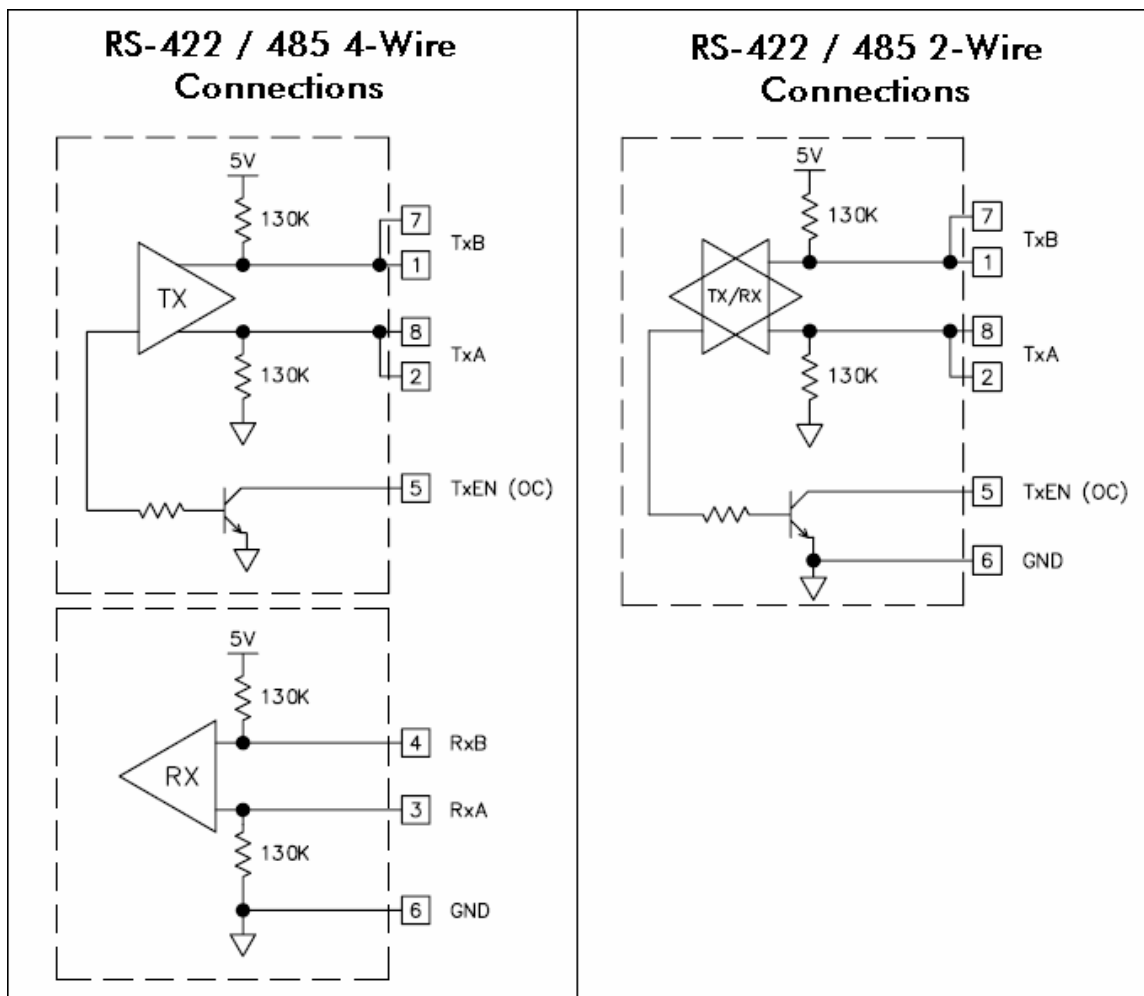 RS-422 / 485 4-Wire
Connections
5V
130K
7
TxB
1
TX
8
TxA
130K
2
5
TxEN (OC)
5V
130K
4
RxB
RX
3
RxA
130K
6
GND
RS-422 / 485 2-Wire
Connections
5V
130K
7
TxB
1
TX/RX
8
TxA
130K
2
5
TxEN (OC)
6
GND